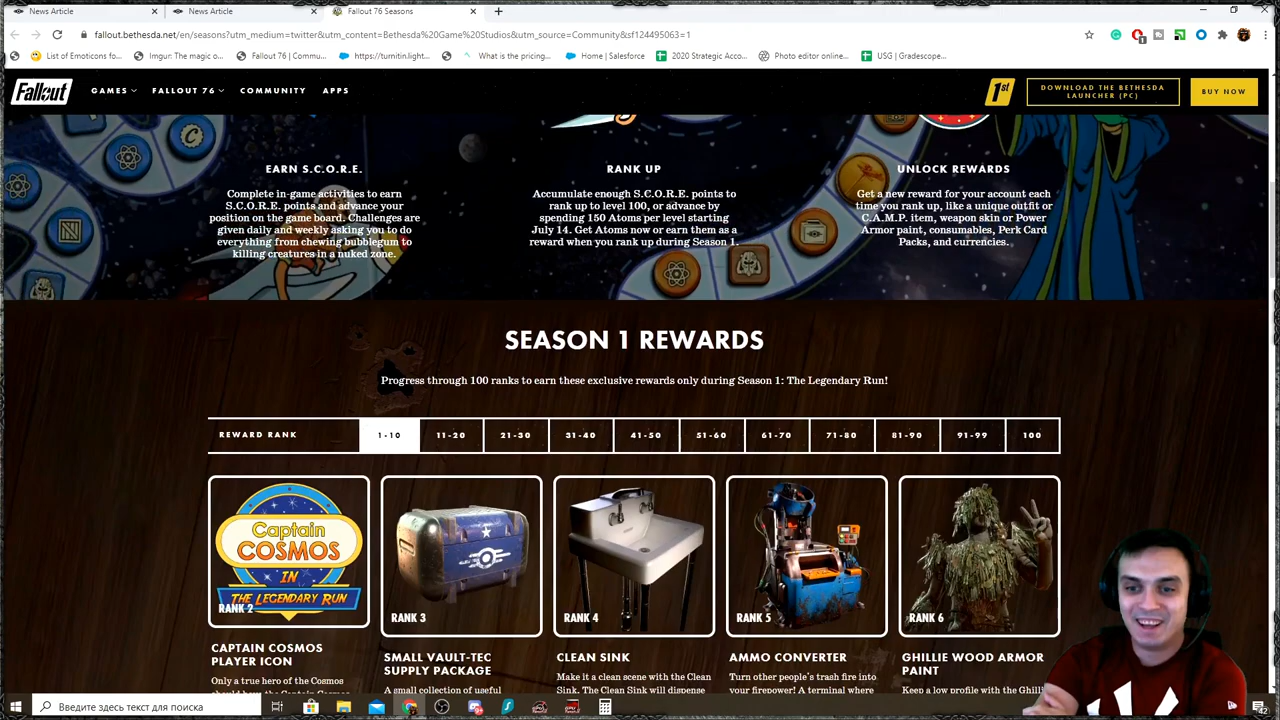 News Article
News Article
Fallout 76 Seasons
fallout.bethesda.net/en/seasons?utm_medium=twitter&utm_content=Bethesda%20Game%20Studios&utm_source=Community&sf124495063=1
List of Emoticons fo...
Imgur: The magic o...
Fallout 76 | Commu...
https://turnitin.light...
What is the pricing...
Home | Salesforce
2020 Strategic Acco...
Photo editor online...
USG | Gradescope...
Fallout
GAMES
FALLOUT 76
COMMUNITY
APPS
1st
DOWNLOAD THE BETHESDA
LAUNCHER (PC)
BUY NOW
EARN S.C.O.R.E.
Complete in-game activities to earn
S.C.O.R.E. points and advance your
position on the game board. Challenges are
given daily and weekly asking you to do
everything from chewing bubblegum to
killing creatures in a nuked zone.
RANK UP
Accumulate enough S.C.O.R.E. points to
rank up to level 100, or advance by
spending 150 Atoms per level starting
July 14. Get Atoms now or earn them as a
reward when you rank up during Season 1.
UNLOCK REWARDS
Get a new reward for your account each
time you rank up, like a unique outfit or
C.A.M.P. item, weapon skin or Power
Armor paint, consumables, Perk Card
Packs, and currencies.
SEASON 1 REWARDS
Progress through 100 ranks to earn these exclusive rewards only during Season 1: The Legendary Run!
REWARD RANK
1-10
11-20
21-30
31-40
41-50
51-60
61-70
71-80
81-90
91-99
100
Captain
COSMOS
IN
THE LEGENDARY RUN
RANK 2
RANK 3
RANK 4
RANK 5
RANK 6
CAPTAIN COSMOS
PLAYER ICON
Only a true hero of the Cosmos
should have the Captain Cosmos
SMALL VAULT-TEC
SUPPLY PACKAGE
A small collection of useful
CLEAN SINK
Make it a clean scene with the Clean
Sink. The Clean Sink will dispense
AMMO CONVERTER
Turn other people's trash fire into
your firepower! A terminal where
GHILLIE WOOD ARMOR
PAINT
Keep a low profile with the Ghillie
Введите здесь текст для поиска